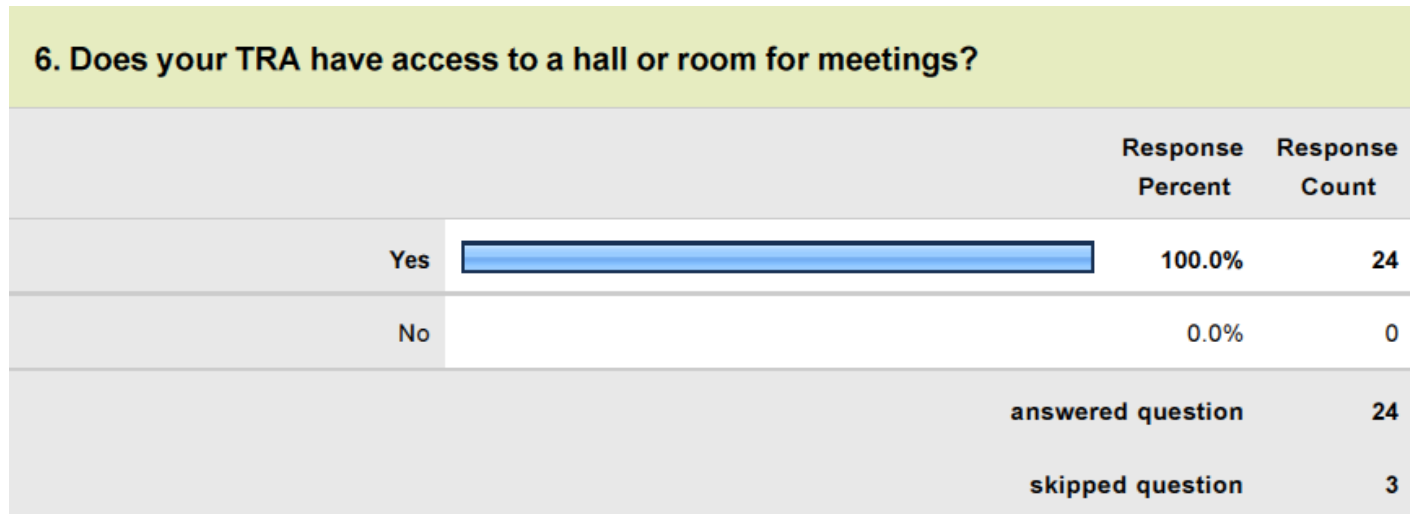 6. Does your TRA have access to a hall or room for meetings?
Response Response
Percent Count
Yes 100.0% 24
No 0.0% 0
answered question 24
skipped question 3